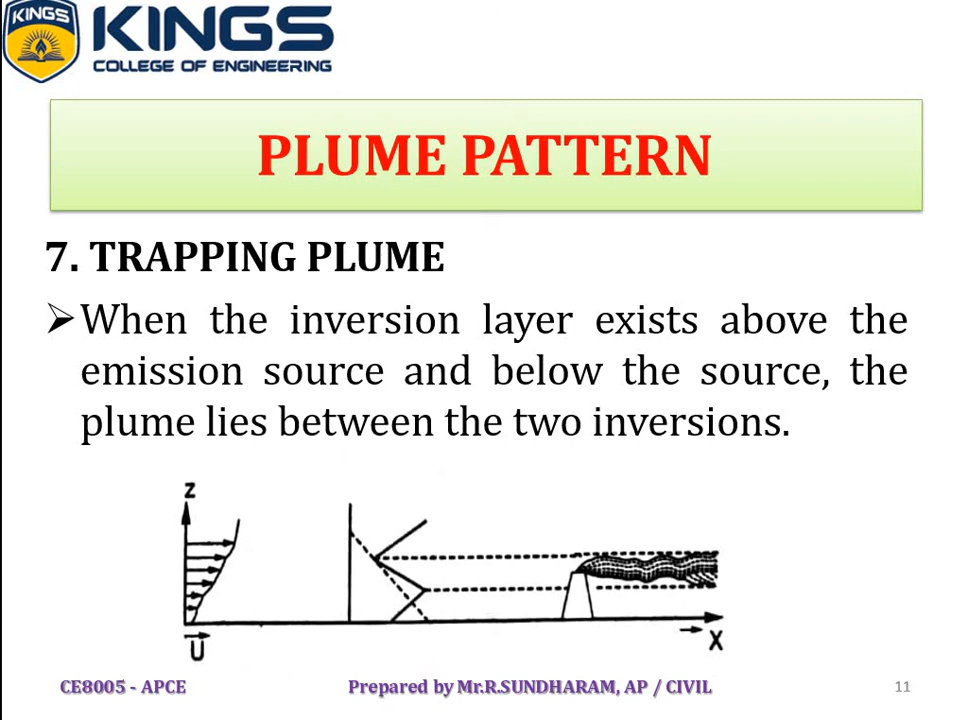 KINGS
KINGS
COLLEGE OF ENGINEERING
PLUME PATTERN
7. TRAPPING PLUME
➢When the inversion layer exists above the
emission source and below the source, the
plume lies between the two inversions.
Z
U
X
CE8005 - APCE
Prepared by Mr.R.SUNDHARAM, AP / CIVIL
11